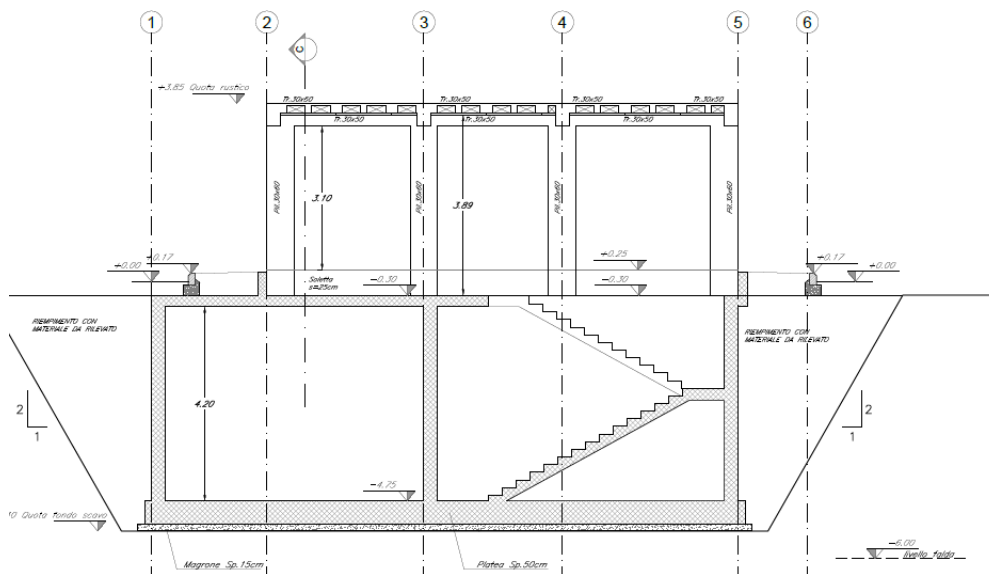 1 2 3 4 5 6
C
+3.85 Quota rustico
Tr.30x50 Tr.30x50 Tr.30x50
Tr.30x50 Tr.30x50 Tr.30x50
Pil.30x60
3.10
Pil.30x60
3.89
Pil.30x60
Pil.30x60
+0.00
+0.17
+0.25
+0.17
+0.00
Soletta
s=25cm
-0.30
-0.30
RIEMPIMENTO CON
MATERIALE DA RILEVATO
RIEMPIMENTO CON
MATERIALE DA RILEVATO
2
1
4.20
2
1
-4.75
Quota fondo scavo
-6.00
livello falda
Magrone Sp.15cm
Platea Sp.50cm